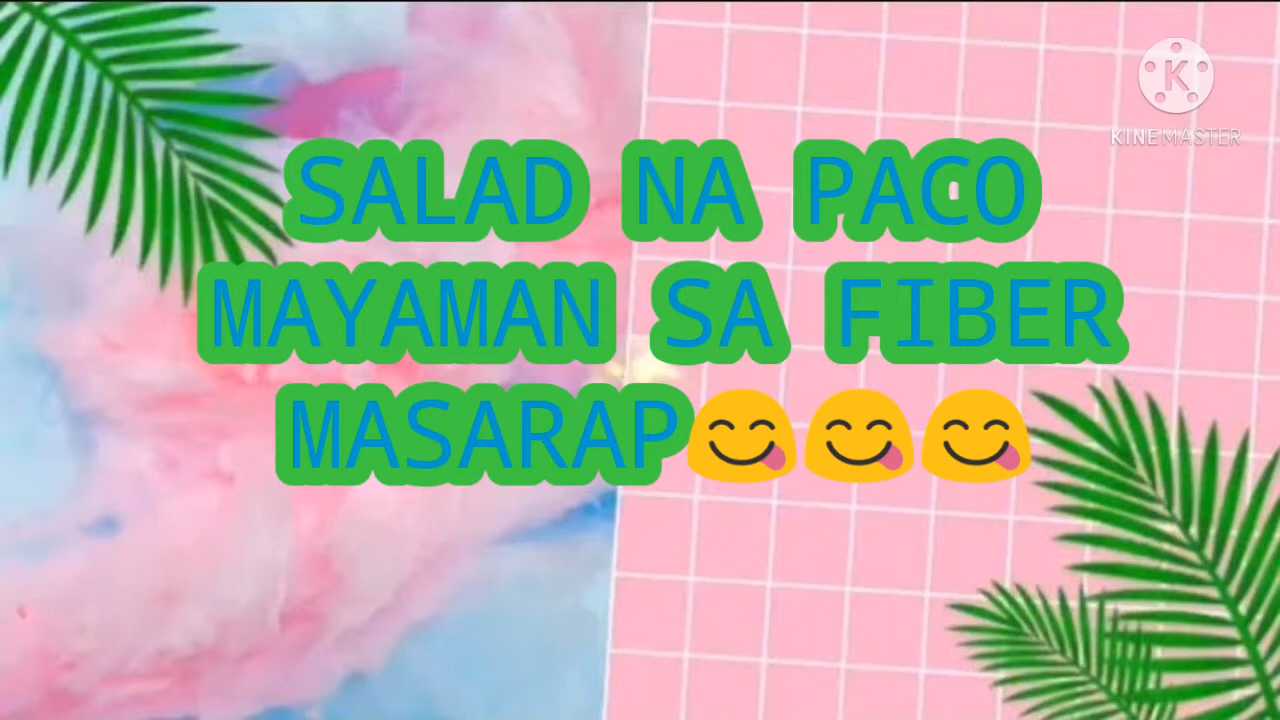 KINEMASTER
SALAD NA PACO
MAYAMAN SA FIBER
MASARAP😋😋😋